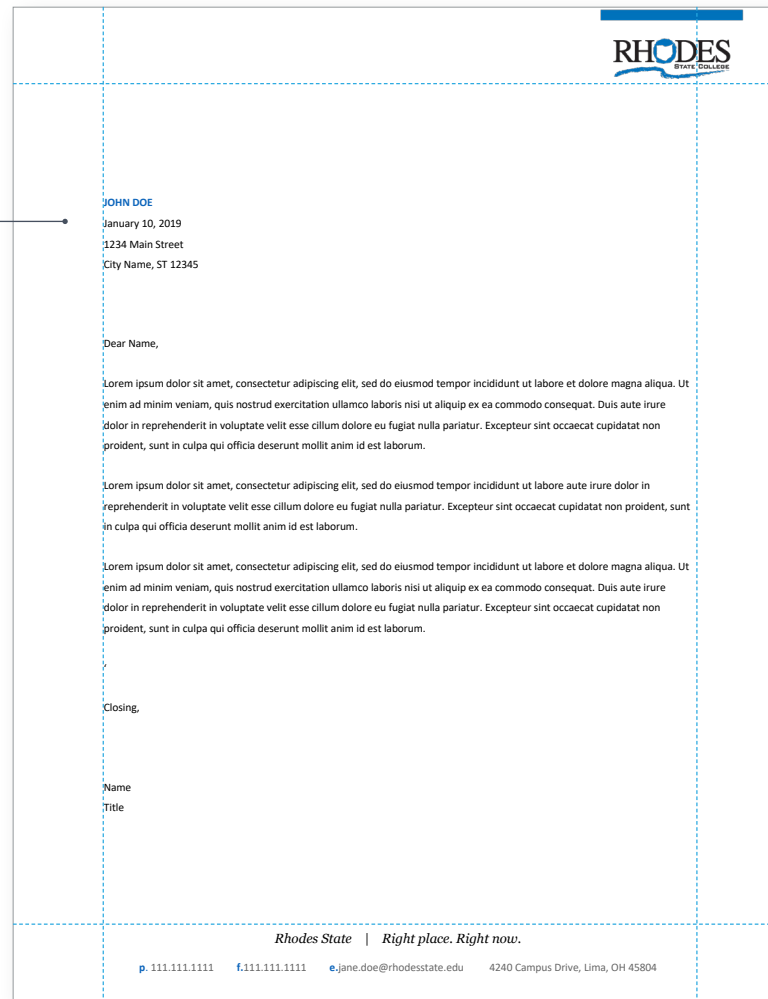 RHODES
STATE COLLEGE
JOHN DOE
January 10, 2019
1234 Main Street
City Name, ST 12345
Dear Name,
Lorem ipsum dolor sit amet, consectetur adipiscing elit, sed do eiusmod tempor incididunt ut labore et dolore magna aliqua. Ut
enim ad minim veniam, quis nostrud exercitation ullamco laboris nisi ut aliquip ex ea commodo consequat. Duis aute irure
dolor in reprehenderit in voluptate velit esse cillum dolore eu fugiat nulla pariatur. Excepteur sint occaecat cupidatat non
proident, sunt in culpa qui officia deserunt mollit anim id est laborum.
Lorem ipsum dolor sit amet, consectetur adipiscing elit, sed do eiusmod tempor incididunt ut labore aute irure dolor in
reprehenderit in voluptate velit esse cillum dolore eu fugiat nulla pariatur. Excepteur sint occaecat cupidatat non proident, sunt
in culpa qui officia deserunt mollit anim id est laborum.
Lorem ipsum dolor sit amet, consectetur adipiscing elit, sed do eiusmod tempor incididunt ut labore et dolore magna aliqua. Ut
enim ad minim veniam, quis nostrud exercitation ullamco laboris nisi ut aliquip ex ea commodo consequat. Duis aute irure
dolor in reprehenderit in voluptate velit esse cillum dolore eu fugiat nulla pariatur. Excepteur sint occaecat cupidatat non
proident, sunt in culpa qui officia deserunt mollit anim id est laborum.
,
Closing,
Name
Title
Rhodes State | Right place. Right now.
p. 111.111.1111 f.111.111.1111 e.jane.doe@rhodesstate.edu 4240 Campus Drive, Lima, OH 45804